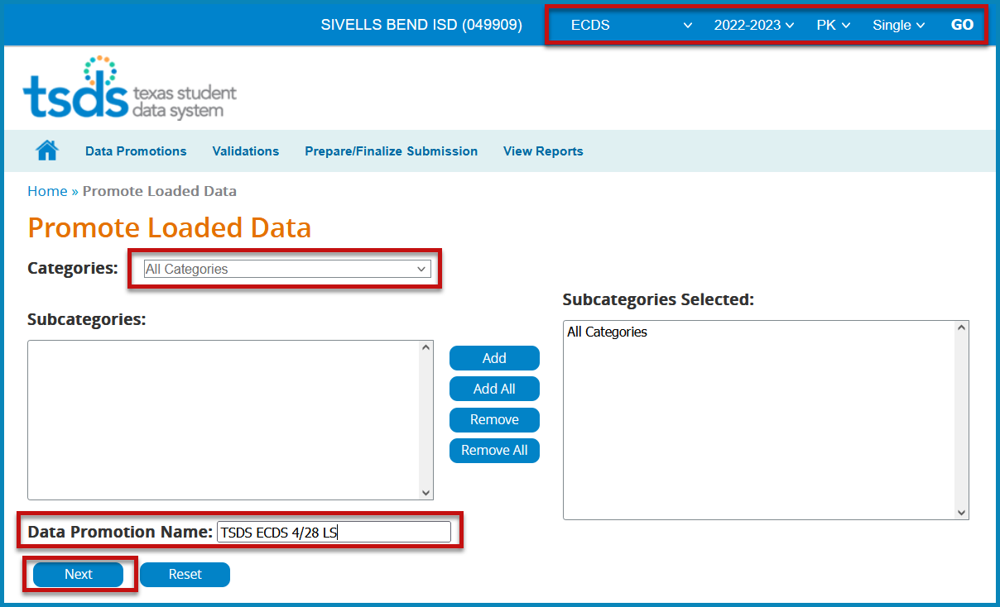 SIVELLS BEND ISD (049909) ECDS 2022-2023 PK Single GO
tsds texas student
data system
Data Promotions Validations Prepare/Finalize Submission View Reports
Home » Promote Loaded Data
Promote Loaded Data
Categories: All Categories
Subcategories:
Add
Add All
Remove
Remove All
Subcategories Selected:
All Categories
Data Promotion Name: TSDS ECDS 4/28 LS
Next Reset